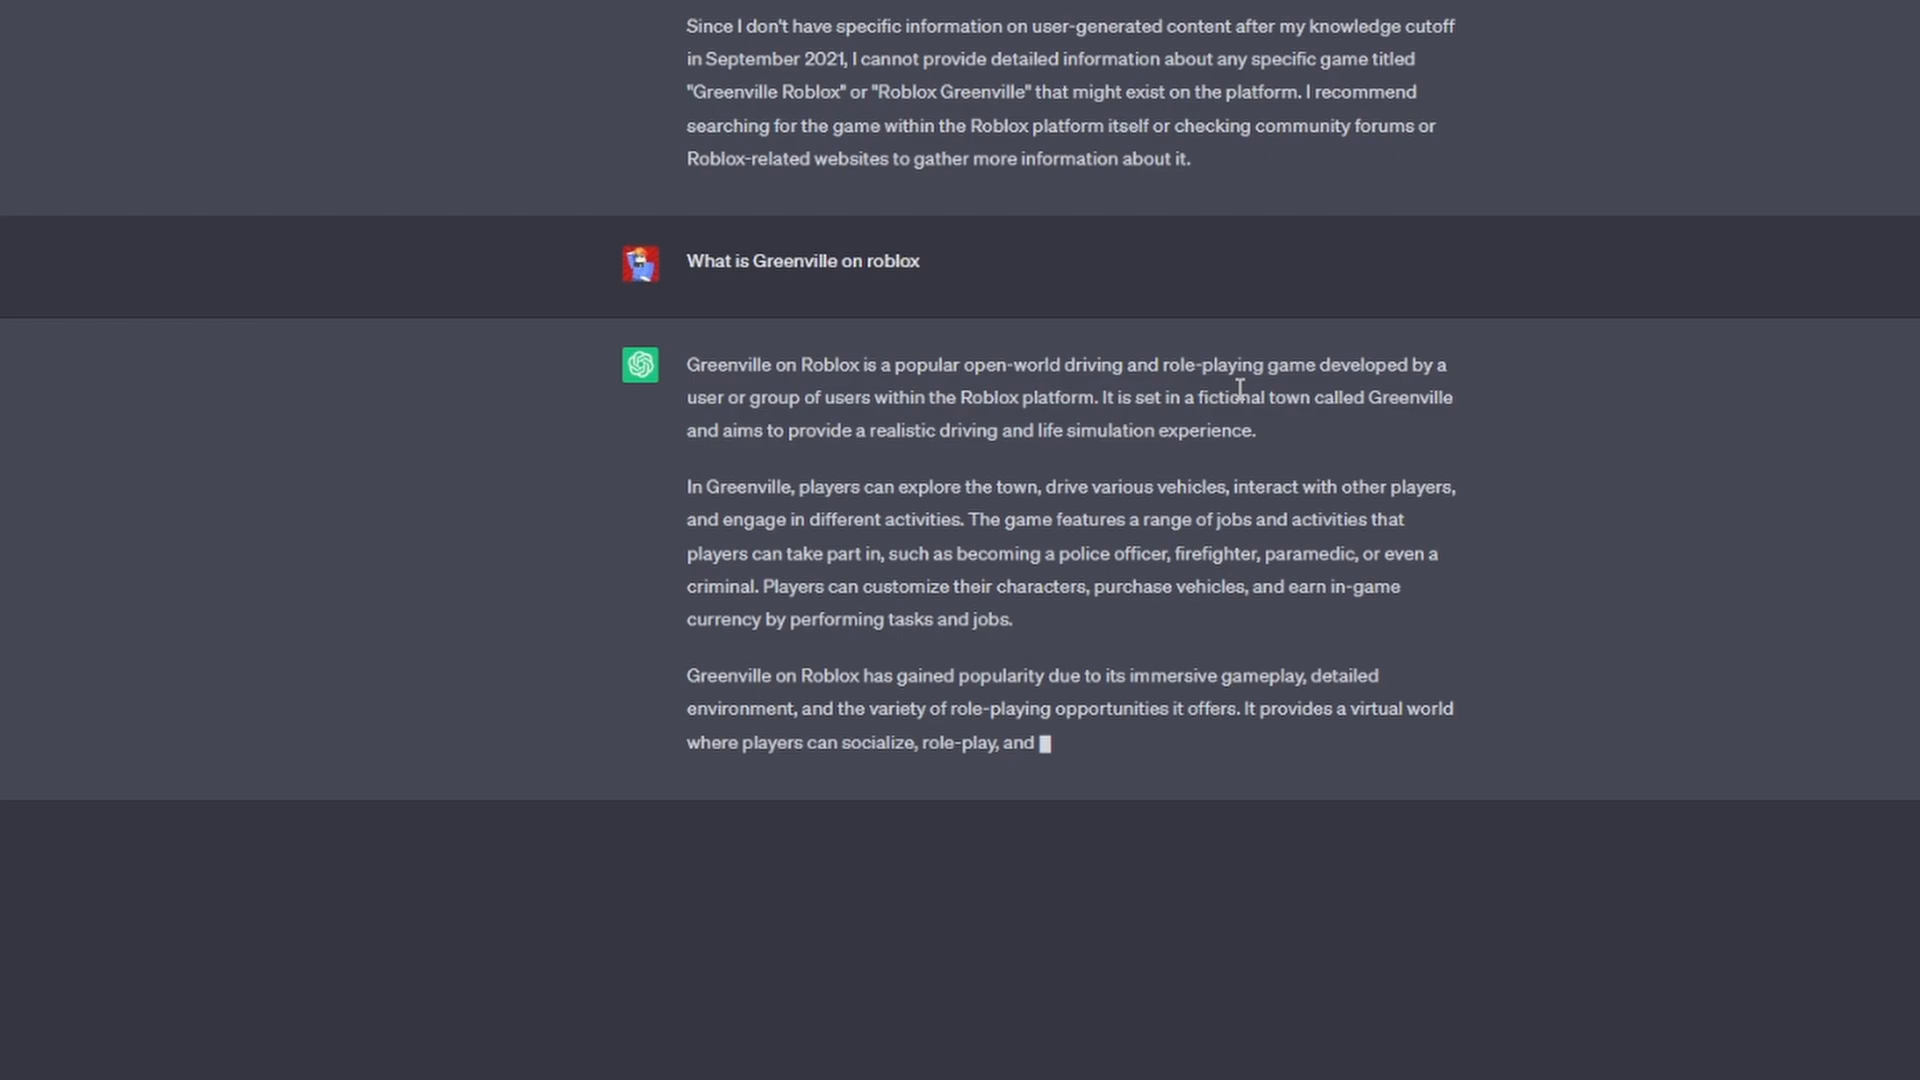 Since I don't have specific information on user-generated content after my knowledge cutoff
in September 2021, I cannot provide detailed information about any specific game titled
"Greenville Roblox" or "Roblox Greenville" that might exist on the platform. I recommend
searching for the game within the Roblox platform itself or checking community forums or
Roblox-related websites to gather more information about it.
What is Greenville on roblox
Greenville on Roblox is a popular open-world driving and role-playing game developed by a
user or group of users within the Roblox platform. It is set in a fictional town called Greenville
and aims to provide a realistic driving and life simulation experience.
In Greenville, players can explore the town, drive various vehicles, interact with other players,
and engage in different activities. The game features a range of jobs and activities that
players can take part in, such as becoming a police officer, firefighter, paramedic, or even a
criminal. Players can customize their characters, purchase vehicles, and earn in-game
currency by performing tasks and jobs.
Greenville on Roblox has gained popularity due to its immersive gameplay, detailed
environment, and the variety of role-playing opportunities it offers. It provides a virtual world
where players can socialize, role-play, and